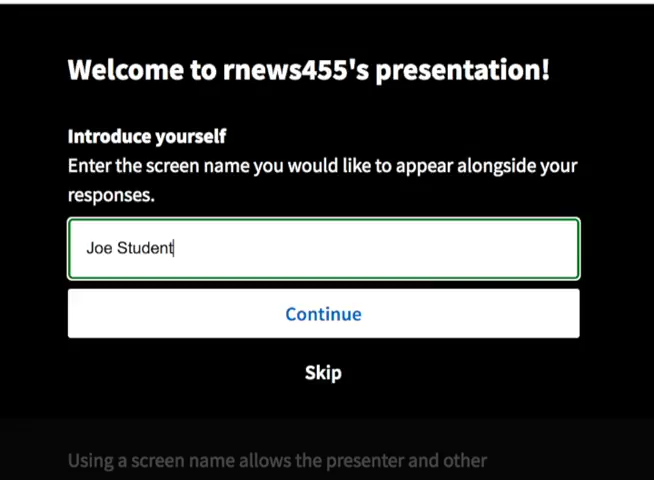 Welcome to rnews455's presentation!
Introduce yourself
Enter the screen name you would like to appear alongside your
responses.
Joe Student
Continue
Skip
Using a screen name allows the presenter and other